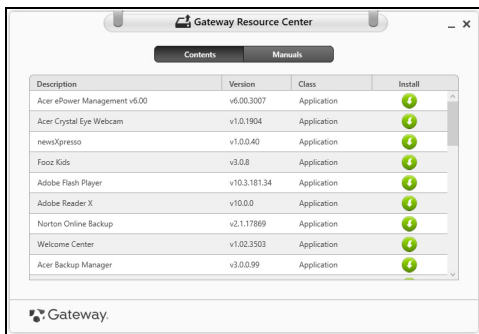 Gateway Resource Center
Contents Manuals
Description Version Class Install
Acer ePower Management v6.00 v6.00.3007 Application
Acer Crystal Eye Webcam v1.0.1904 Application
newsXpresso v1.0.0.40 Application
Fooz Kids v3.0.8 Application
Adobe Flash Player v10.3.181.34 Application
Adobe Reader X v10.0.0 Application
Norton Online Backup v2.1.17869 Application
Welcome Center v1.02.3503 Application
Acer Backup Manager v3.0.0.99 Application
Gateway.